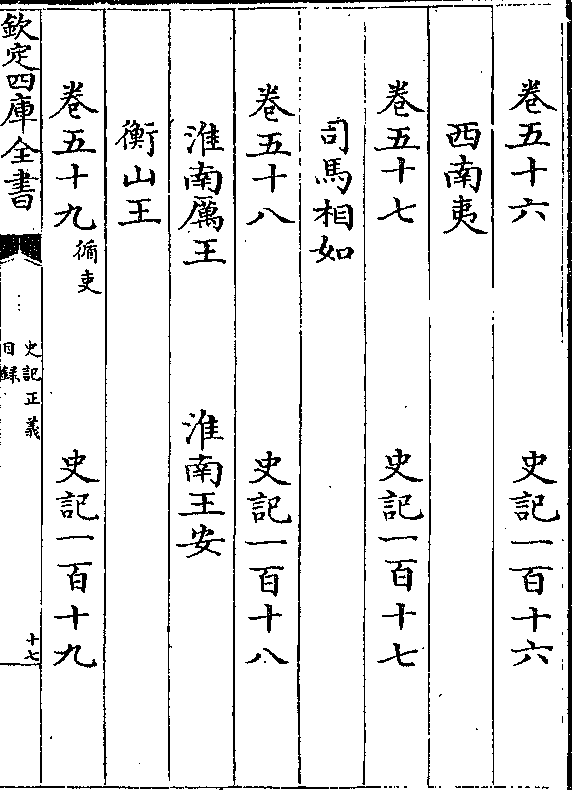 卷五十六 史記一百十六
西南夷
卷五十七 史記一百十七
司馬相如
卷五十八 史記一百十八
淮南厲王 淮南王安
衡山王
卷五十九循吏 史記一百十九
欽定四庫全書
史記正義
目録
十七